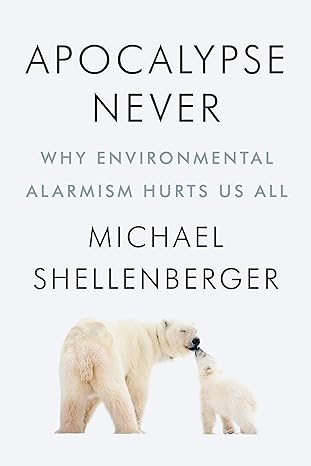 APOCALYPSE
NEVER
WHY ENVIRONMENTAL
ALARMISM HURTS US ALL
MICHAEL
SHELLENBERGER